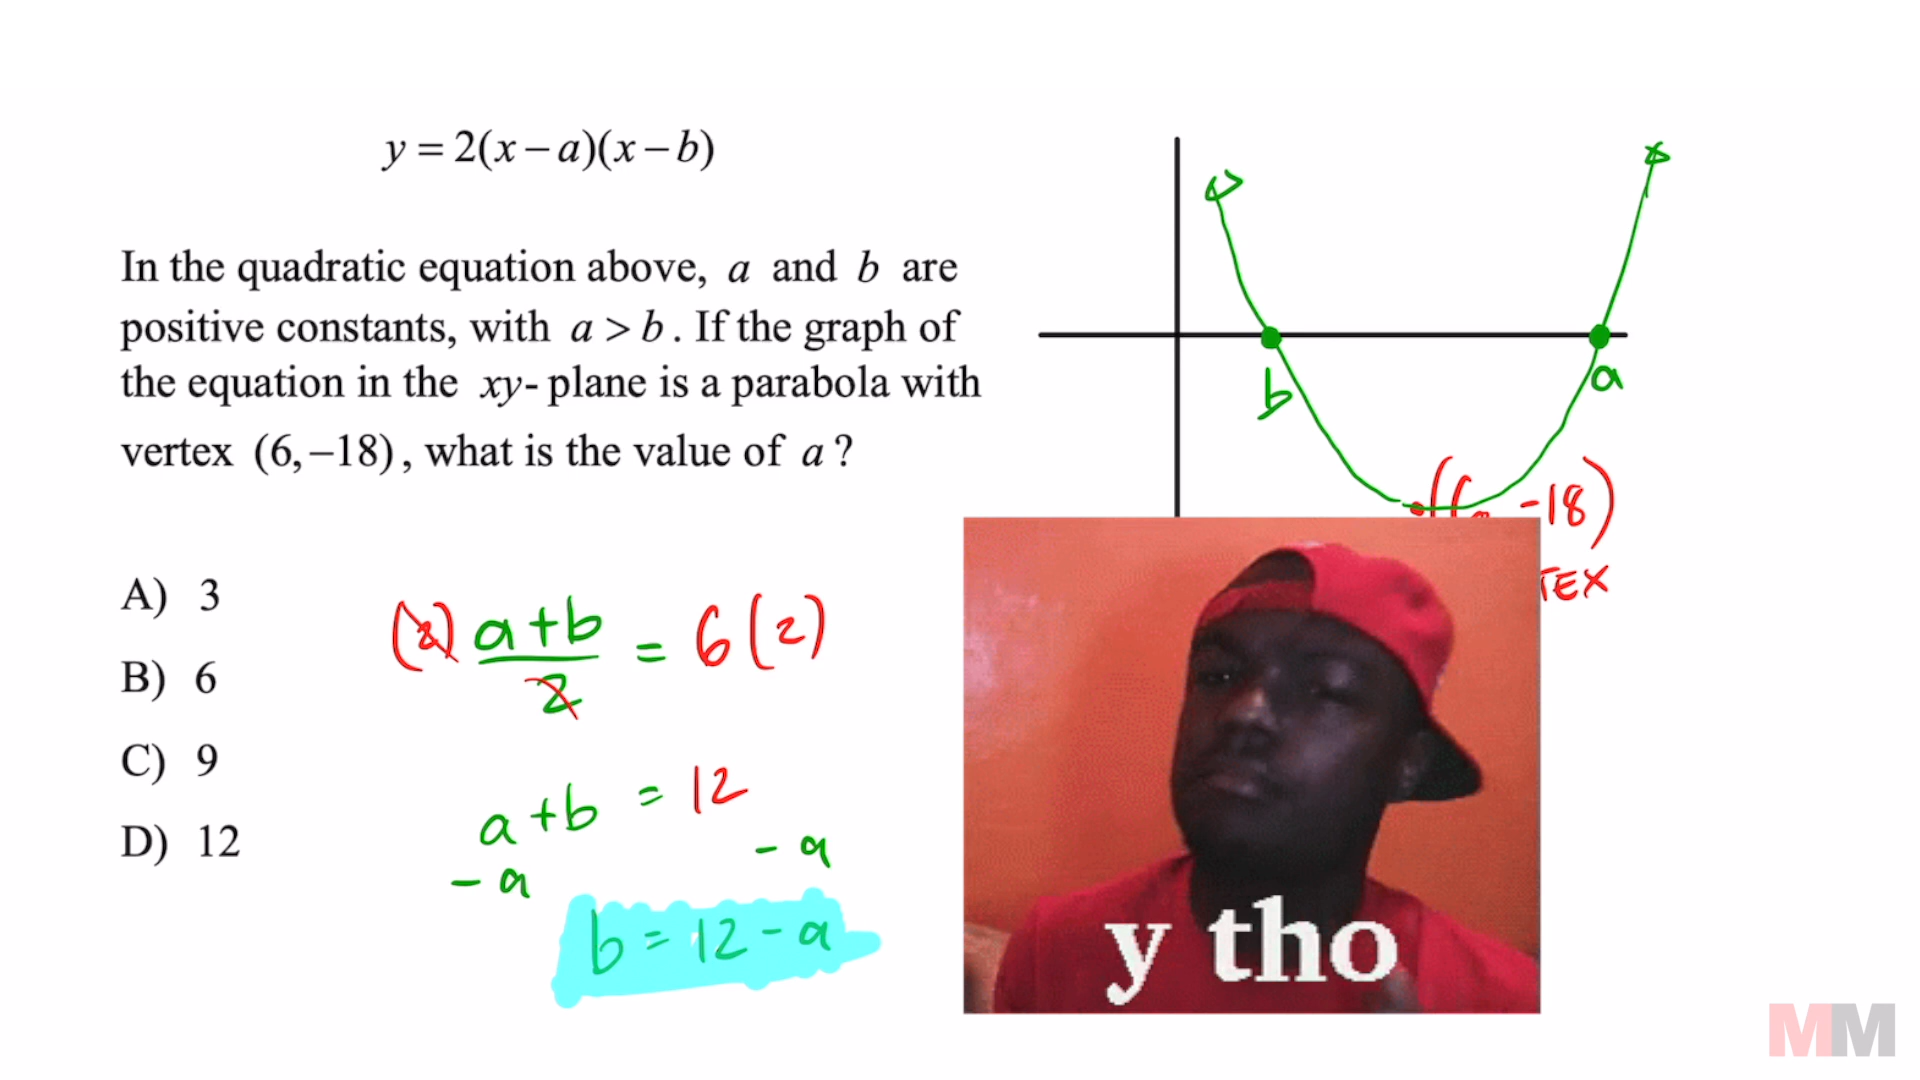 y = 2(x − a)(x − b)
In the quadratic equation above, a and b are
positive constants, with a > b. If the graph of
the equation in the xy- plane is a parabola with
vertex (6, −18), what is the value of a?
A) 3
B) 6
C) 9
D) 12
(2) a+b/2 = 6(2)
a+b = 12
-a -a
b = 12-a
b
a
-18)
TEX
y tho
MM